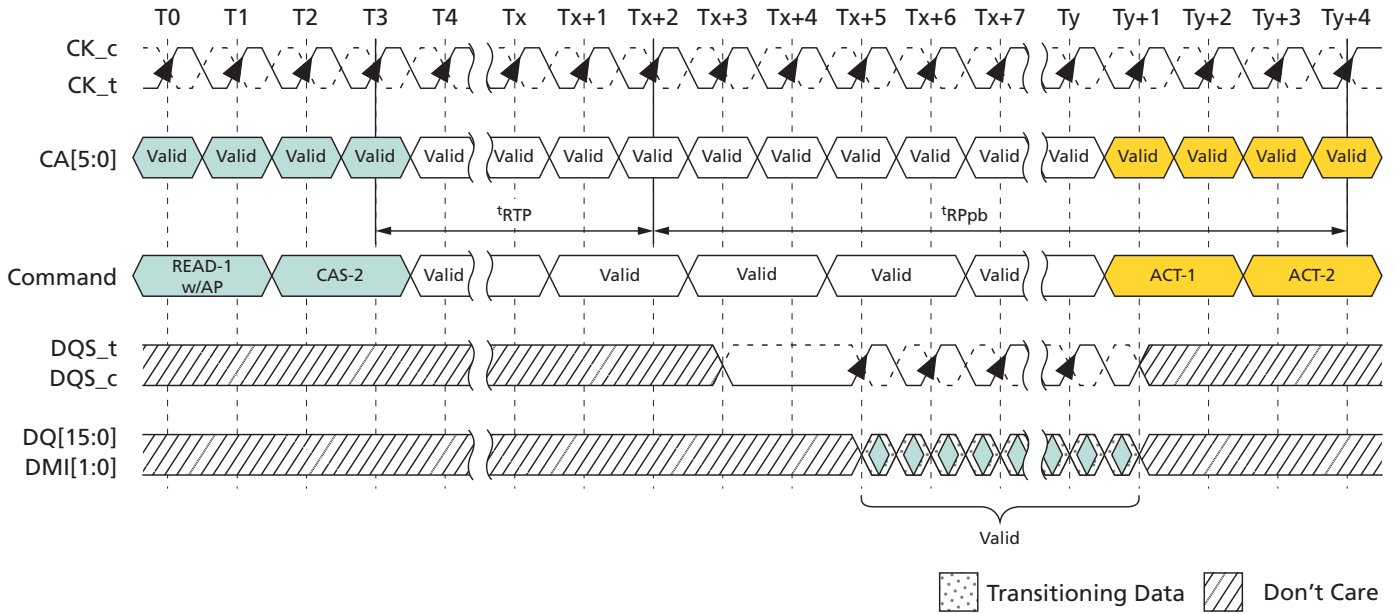 T0 T1 T2 T3 T4 Tx Tx+1 Tx+2 Tx+3 Tx+4 Tx+5 Tx+6 Tx+7 Ty Ty+1 Ty+2 Ty+3 Ty+4
CK_c
CK_t
CA[5:0] Valid Valid Valid Valid Valid Valid Valid Valid Valid Valid Valid Valid Valid Valid Valid Valid Valid Valid
tRTP tRPpb
Command READ-1 w/AP CAS-2 Valid Valid Valid Valid Valid ACT-1 ACT-2
DQS_t
DQS_c
DQ[15:0]
DMI[1:0]
Valid
Transitioning Data Don't Care